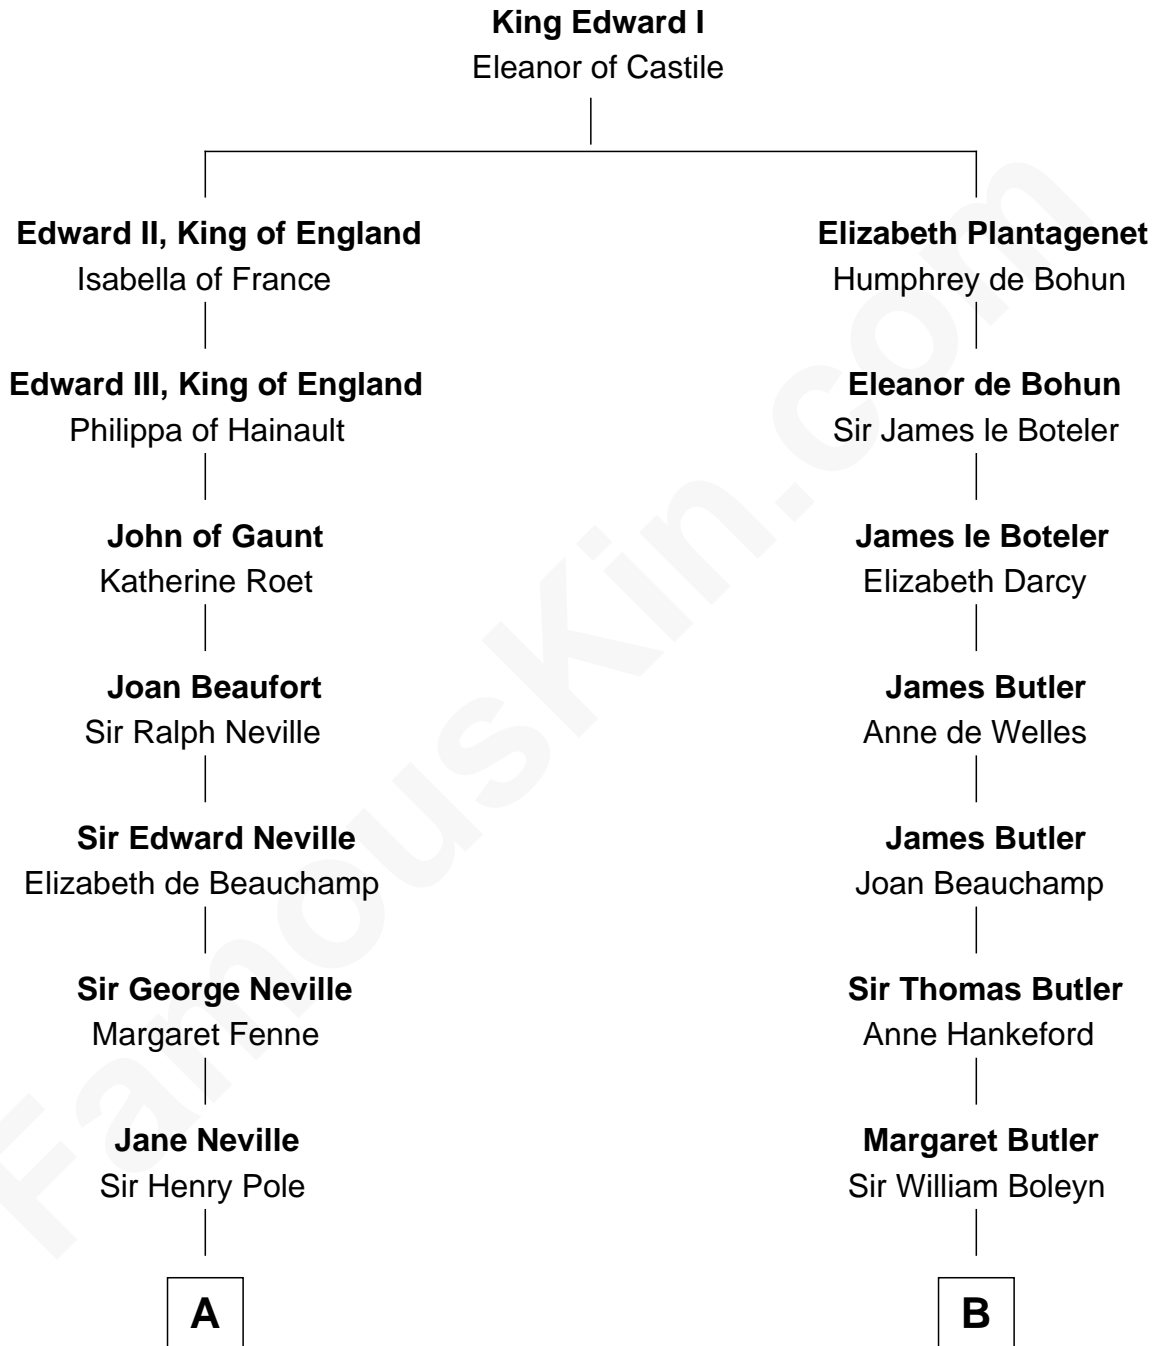 King Edward I
Eleanor of Castile
Edward II, King of England
Isabella of France
Elizabeth Plantagenet
Humphrey de Bohun
Edward III, King of England
Philippa of Hainault
Eleanor de Bohun
Sir James le Boteler
John of Gaunt
Katherine Roet
James le Boteler
Elizabeth Darcy
Joan Beaufort
Sir Ralph Neville
James Butler
Anne de Welles
Sir Edward Neville
Elizabeth de Beauchamp
James Butler
Joan Beauchamp
Sir George Neville
Margaret Fenne
Sir Thomas Butler
Anne Hankeford
Jane Neville
Sir Henry Pole
Margaret Butler
Sir William Boleyn
A
B
FamousKin.com